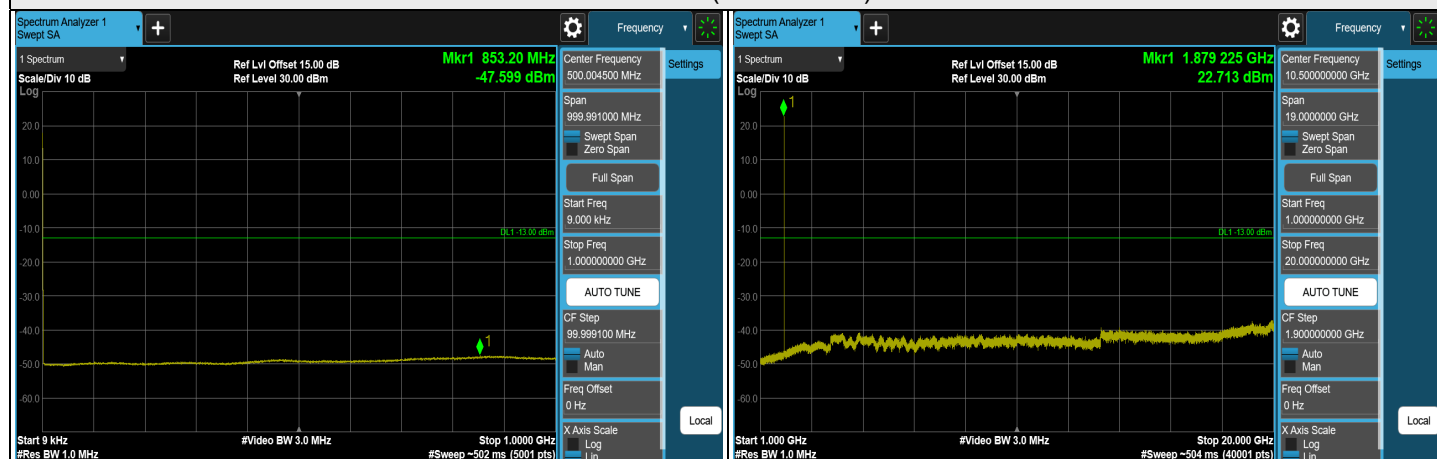 Spectrum Analyzer 1
Swept SA
+
Frequency
1 Spectrum
Scale/Div 10 dB
Ref Lvl Offset 15.00 dB
Ref Level 30.00 dBm
Mkr1 853.20 MHz
-47.599 dBm
Log
20.0
10.0
0.00
-10.0
-20.0
-30.0
-40.0
-50.0
-60.0
DL1 -13.00 dBm
1
Start 9 kHz
#Res BW 1.0 MHz
#Video BW 3.0 MHz
Stop 1.0000 GHz
#Sweep ~502 ms (5001 pts)
Center Frequency
500.004500 MHz
Settings
Span
999.991000 MHz
Swept Span
Zero Span
Full Span
Start Freq
9.000 kHz
Stop Freq
1.000000000 GHz
AUTO TUNE
CF Step
99.999100 MHz
Auto
Man
Freq Offset
0 Hz
X Axis Scale
Log
Lin
Local
Spectrum Analyzer 1
Swept SA
+
Frequency
1 Spectrum
Scale/Div 10 dB
Ref Lvl Offset 15.00 dB
Ref Level 30.00 dBm
Mkr1 1.879 225 GHz
22.713 dBm
Log
20.0
10.0
0.00
-10.0
-20.0
-30.0
-40.0
-50.0
-60.0
1
DL1 -13.00 dBm
Start 1.000 GHz
#Res BW 1.0 MHz
#Video BW 3.0 MHz
Stop 20.000 GHz
#Sweep ~504 ms (40001 pts)
Center Frequency
10.500000000 GHz
Settings
Span
19.0000000 GHz
Swept Span
Zero Span
Full Span
Start Freq
1.000000000 GHz
Stop Freq
20.000000000 GHz
AUTO TUNE
CF Step
1.900000000 GHz
Auto
Man
Freq Offset
0 Hz
X Axis Scale
Log
Lin
Local